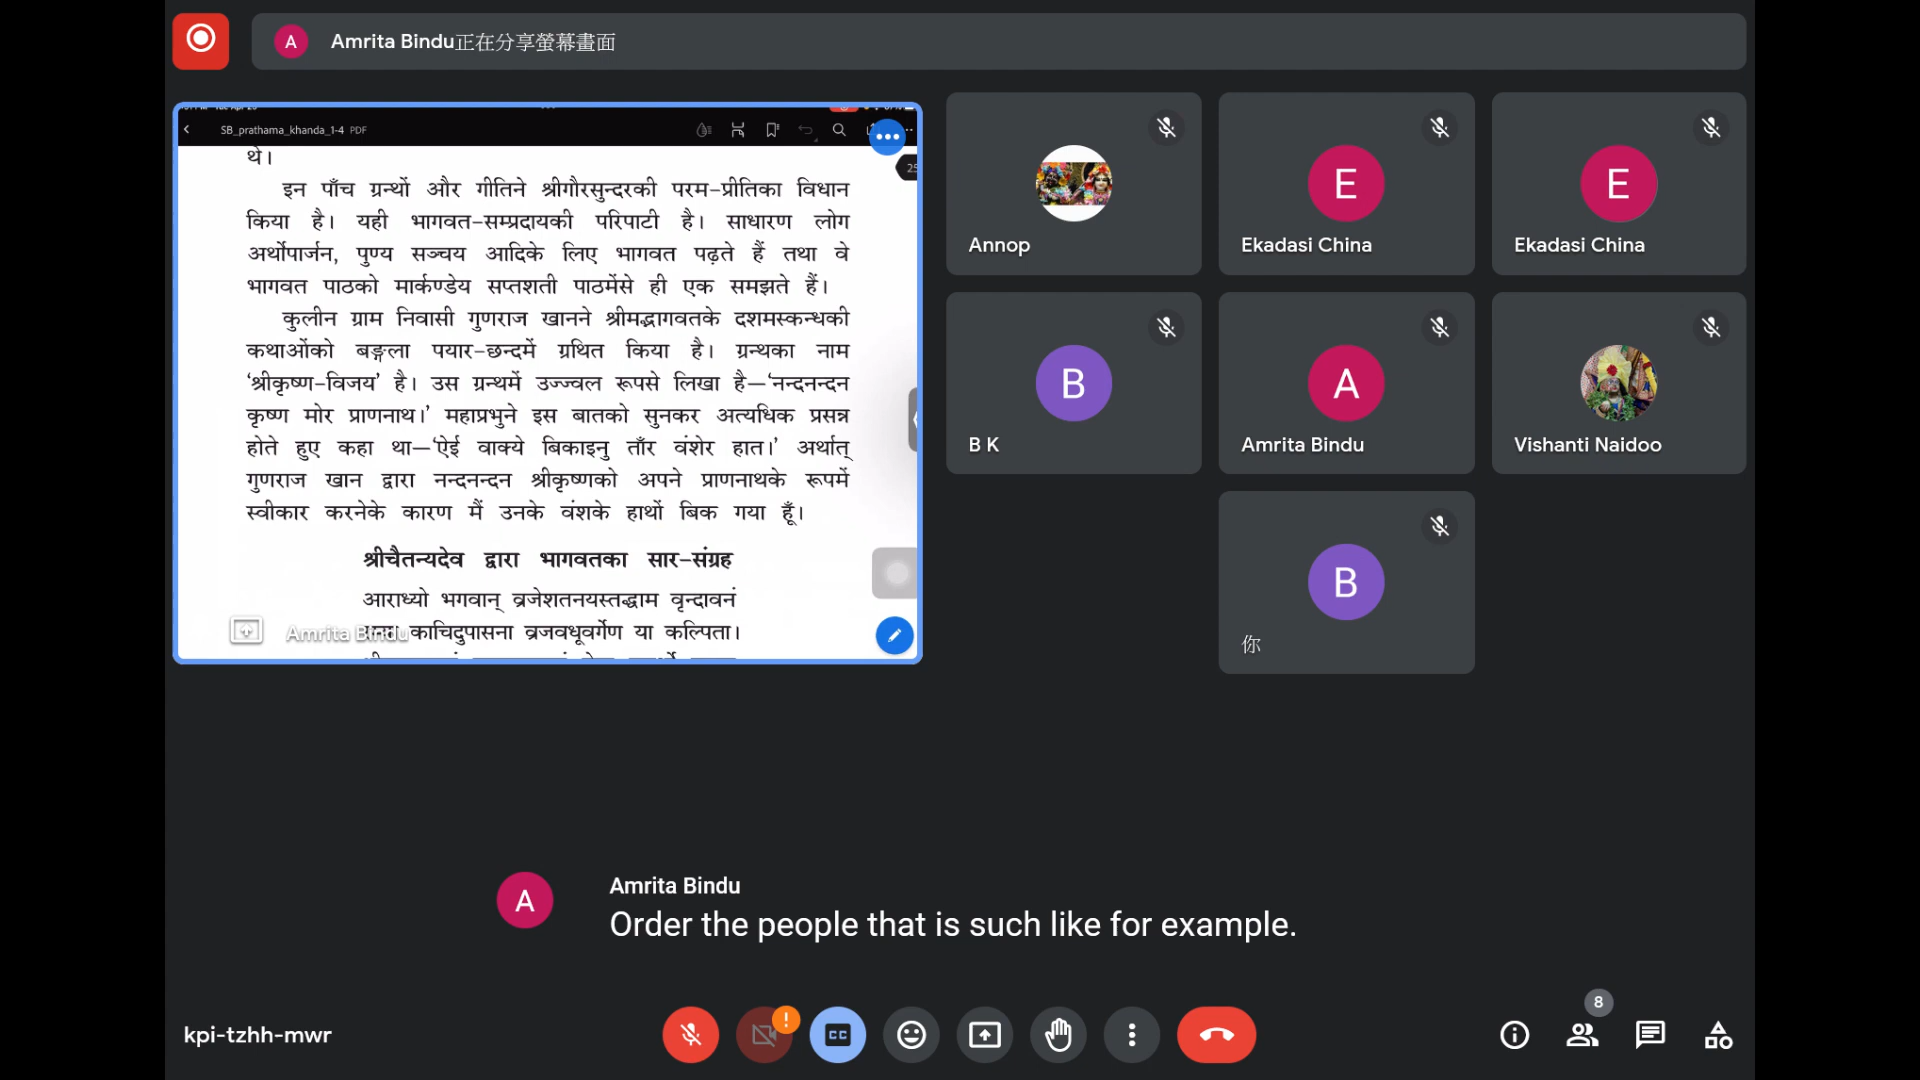 A Amrita Bindu正在分享螢幕畫面
SB_prathama_khanda_1-4 PDF
थे।
25
इन पाँच ग्रन्थों और गीतिने श्रीगौरसुन्दरकी परम-प्रीतिका विधान
किया है। यही भागवत-सम्प्रदायकी परिपाटी है। साधारण लोग
अर्थोपार्जन, पुण्य सञ्चय आदिके लिए भागवत पढ़ते हैं तथा वे
भागवत पाठको मार्कण्डेय सप्तशती पाठमेंसे ही एक समझते हैं।
कुलीन ग्राम निवासी गुणराज खानने श्रीमद्भागवतके दशमस्कन्धकी
कथाओंको बङ्गला पयार-छन्दमें ग्रथित किया है। ग्रन्थका नाम
‘श्रीकृष्ण-विजय’ है। उस ग्रन्थमें उज्ज्वल रूपसे लिखा है—‘नन्दनन्दन
कृष्ण मोर प्राणनाथ।’ महाप्रभुने इस बातको सुनकर अत्यधिक प्रसन्न
होते हुए कहा था—‘ऐई वाक्ये बिकाइनु ताँर वंशेर हात।’ अर्थात्
गुणराज खान द्वारा नन्दनन्दन श्रीकृष्णको अपने प्राणनाथके रूपमें
स्वीकार करनेके कारण मैं उनके वंशके हाथों बिक गया हूँ।
श्रीचैतन्यदेव द्वारा भागवतका सार-संग्रह
आराध्यो भगवान् व्रजेशतनयस्तद्धाम वृन्दावनं
काचिदुपासना व्रजवधूवर्गेण या कल्पिता।
Amrita Bindu
Annop
E
Ekadasi China
E
Ekadasi China
B
B K
A
Amrita Bindu
Vishanti Naidoo
B
你
A
Amrita Bindu
Order the people that is such like for example.
kpi-tzhh-mwr
!
CC
8